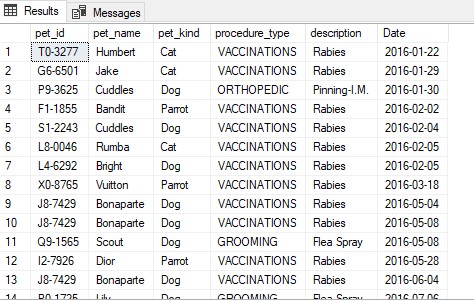 Results Messages
pet_id pet_name pet_kind procedure_type description Date
1 T0-3277 Humbert Cat VACCINATIONS Rabies 2016-01-22
2 G6-6501 Jake Cat VACCINATIONS Rabies 2016-01-29
3 P9-3625 Cuddles Dog ORTHOPEDIC Pinning-I.M. 2016-01-30
4 F1-1855 Bandit Parrot VACCINATIONS Rabies 2016-02-02
5 S1-2243 Cuddles Dog VACCINATIONS Rabies 2016-02-04
6 L8-0046 Rumba Cat VACCINATIONS Rabies 2016-02-05
7 L4-6292 Bright Dog VACCINATIONS Rabies 2016-02-05
8 X0-8765 Vuitton Parrot VACCINATIONS Rabies 2016-03-18
9 J8-7429 Bonaparte Dog VACCINATIONS Rabies 2016-05-04
10 J8-7429 Bonaparte Dog VACCINATIONS Rabies 2016-05-08
11 Q9-1565 Scout Dog GROOMING Flea Spray 2016-05-08
12 I2-7926 Dior Parrot VACCINATIONS Rabies 2016-05-28
13 J8-7429 Bonaparte Dog VACCINATIONS Rabies 2016-06-04
14 Lily Dog GROOMING Flea Spray 2016-07-06